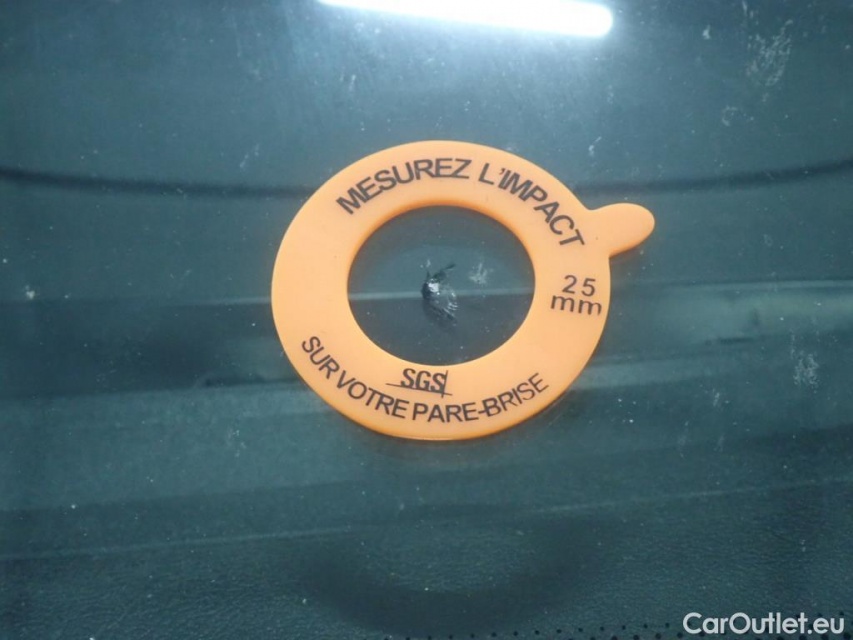 MESUREZ L'IMPACT
25
mm
SGS
SUR VOTRE PARE-BRISE
CarOutlet.eu